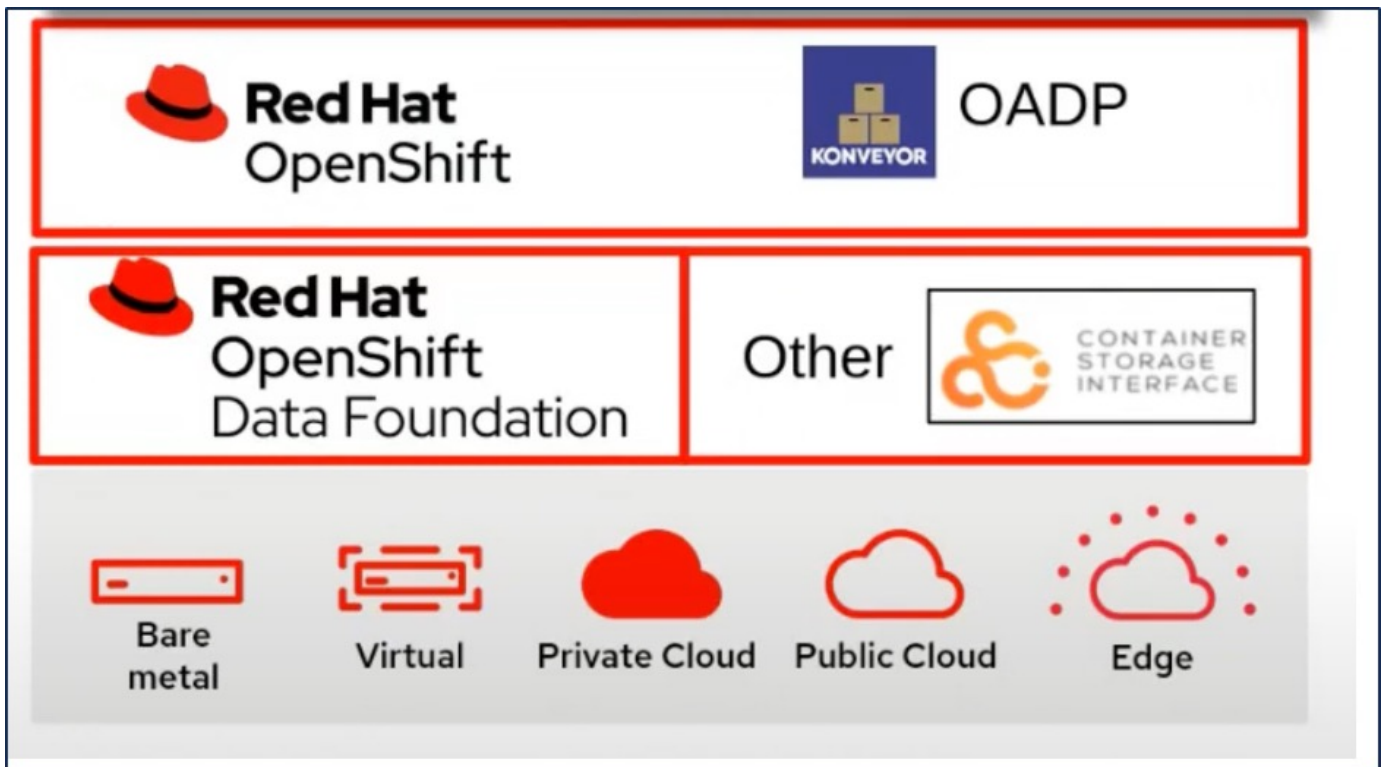 Red Hat
OpenShift
KONVEYOR
OADP
Red Hat
OpenShift
Data Foundation
Other
CONTAINER
STORAGE
INTERFACE
Bare
metal
Virtual
Private Cloud
Public Cloud
Edge